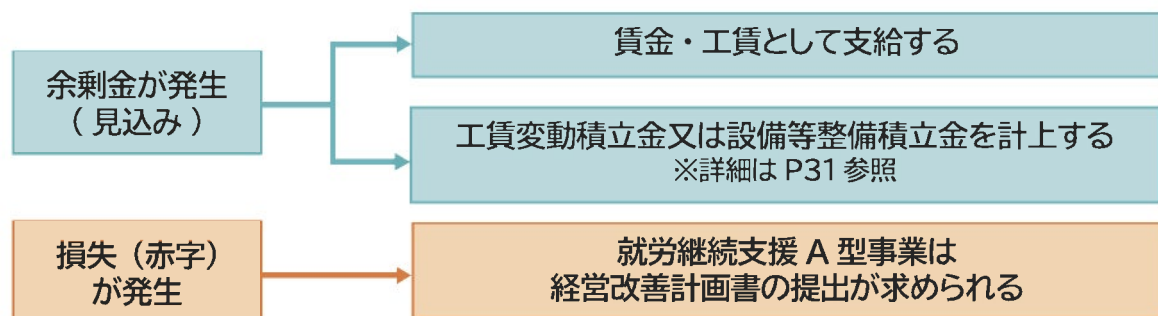 余剰金が発生
（見込み）
賃金・工賃として支給する
工賃変動積立金又は設備等整備積立金を計上する
※詳細は P31 参照
損失（赤字）
が発生
就労継続支援 A 型事業は
経営改善計画書の提出が求められる